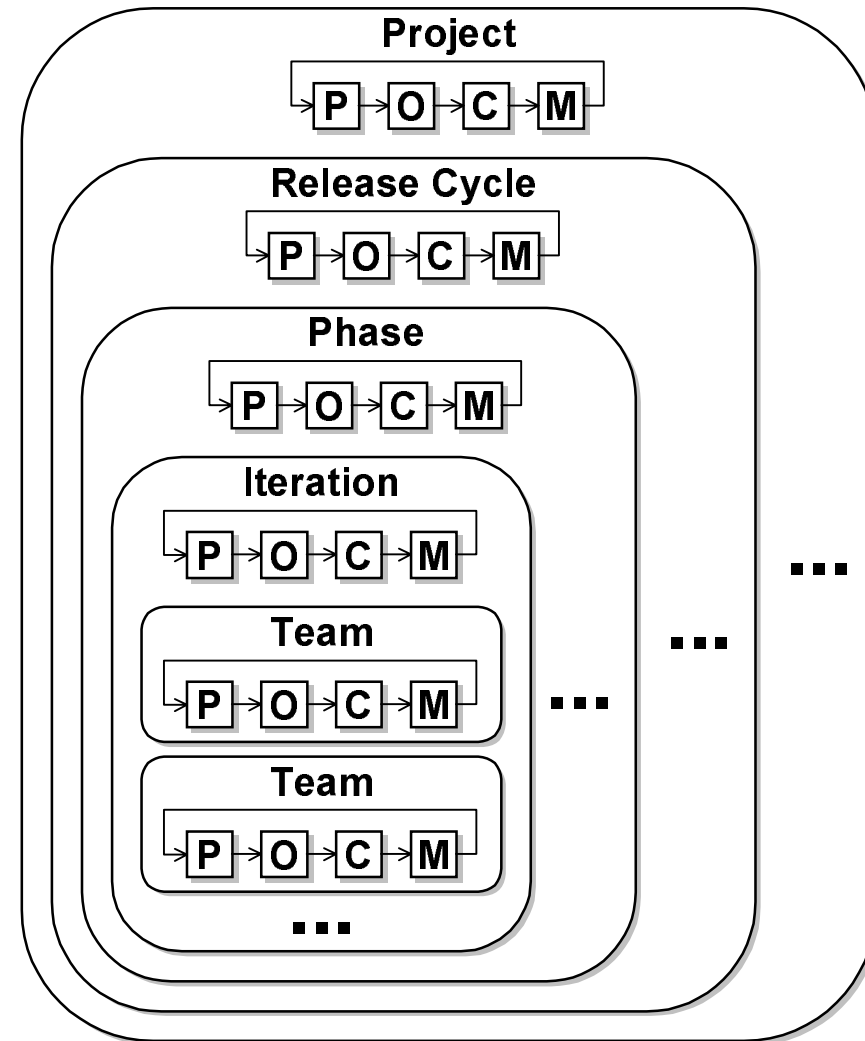 Project
P O C M
Release Cycle
P O C M
Phase
P O C M
Iteration
P O C M
...
Team
P O C M
...
...
Team
P O C M
...